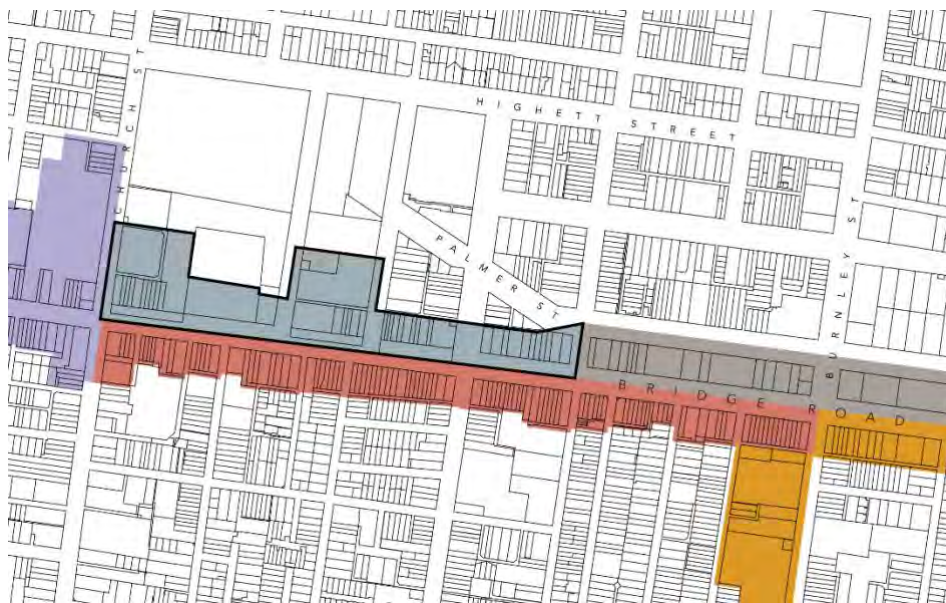 CHURCH ST
HIGHETT STREET
PALMER ST
BURNLEY ST
BRIDGE ROAD